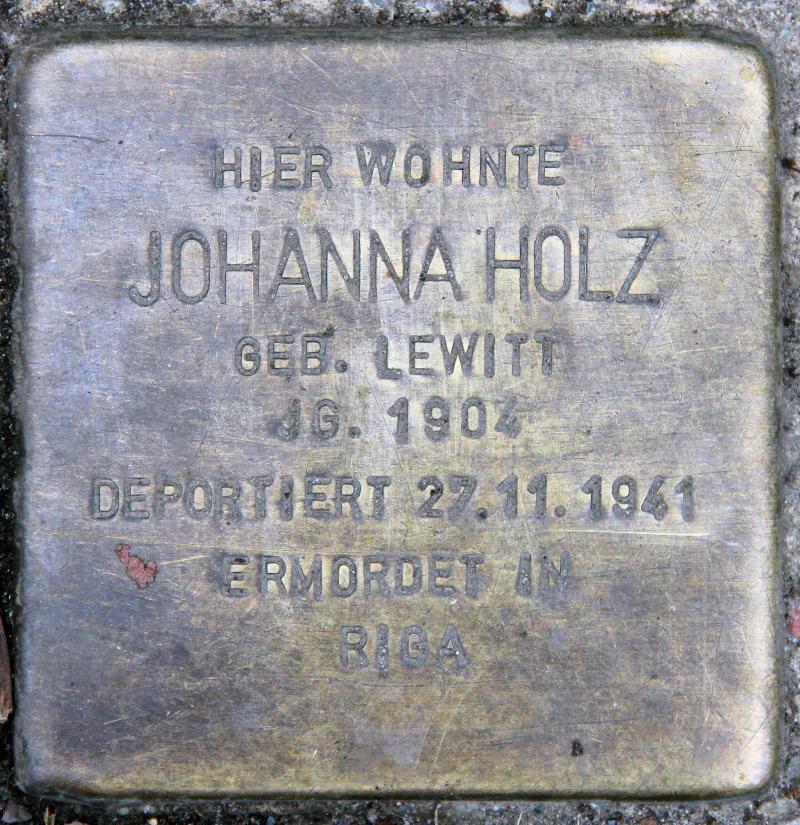 HIER WOHNTE
JOHANNA HOLZ
GEB. LEWITT
JG. 1904
DEPORTIERT 27.11.1941
ERMORDET IN
RIGA